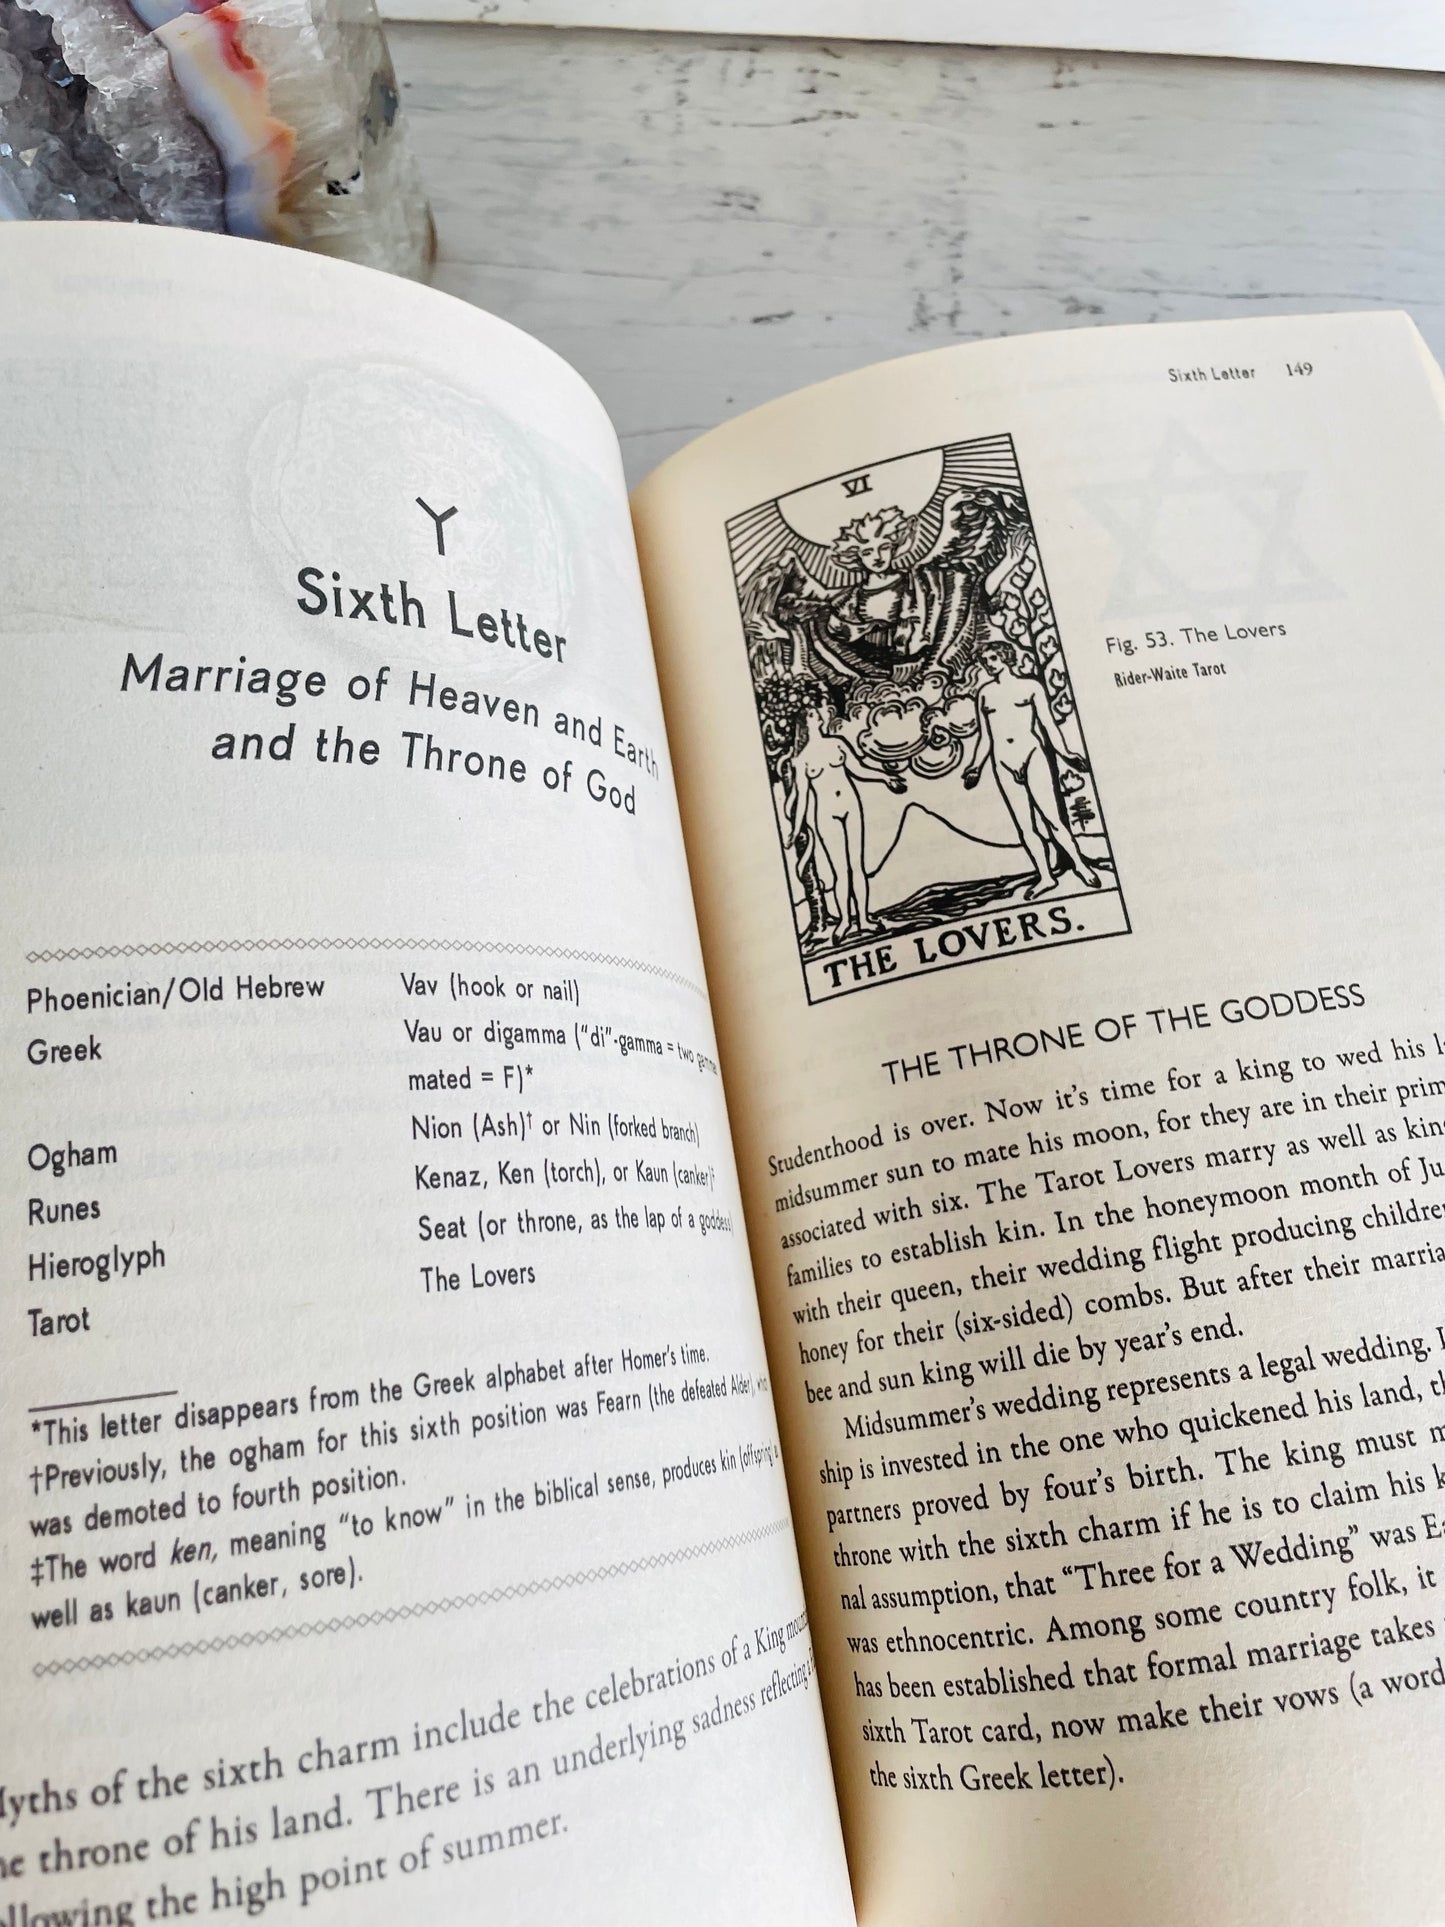 Sixth Letter
Marriage of Heaven and Earth
and the Throne of God
Phoenician/Old Hebrew Vav (hook or nail)
Greek Vau or digamma (“di”-gamma = two
mated = F)*
Ogham Nion (Ash)† or Nin (forked branch)
Runes Kenaz, Ken (torch), or Kaun (canker)‡
Hieroglyph Seat (or throne, as the lap of a goddess)
Tarot The Lovers
*This letter disappears from the Greek alphabet after Homer’s time.
†Previously, the ogham for this sixth position was Fearn (the defeated Alder),
was demoted to fourth position.
‡The word ken, meaning “to know” in the biblical sense, produces kin (offspring)
well as kaun (canker, sore).
of the sixth charm include the celebrations of a King
throne of his land. There is an underlying sadness reflecting
the high point of summer.
Sixth Letter 149
VI
THE LOVERS.
Fig. 53. The Lovers
Rider-Waite Tarot
THE THRONE OF THE GODDESS
Studenthood is over. Now it’s time for a king to wed his
midsummer sun to mate his moon, for they are in their
associated with six. The Tarot Lovers marry as well as
families to establish kin. In the honeymoon month of
with their queen, their wedding flight producing
honey for their (six-sided) combs. But after their
bee and sun king will die by year’s end.
Midsummer’s wedding represents a legal wedding.
ship is invested in the one who quickened his land,
partners proved by four’s birth. The king must
throne with the sixth charm if he is to claim his
nal assumption, that “Three for a Wedding” was
was ethnocentric. Among some country folk, it
has been established that formal marriage takes
sixth Tarot card, now make their vows (a word
the sixth Greek letter).